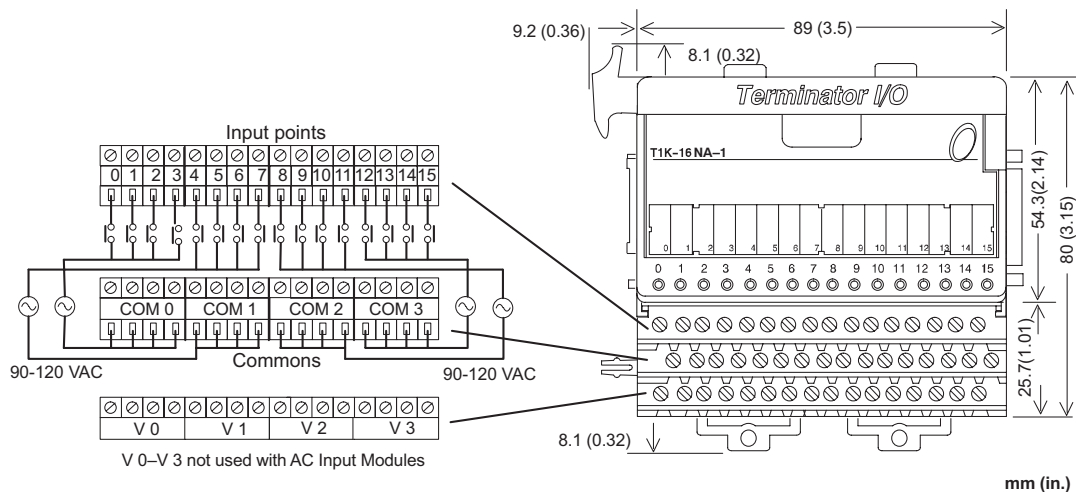 9.2 (0.36)
89 (3.5)
8.1 (0.32)
Terminator I/O
T1K–16 NA–1
0 1 2 3 4 5 6 7 8 9 10 11 12 13 14 15
0 1 2 3 4 5 6 7 8 9 10 11 12 13 14 15
54.3(2.14)
80 (3.15)
25.7(1.01)
8.1 (0.32)
Input points
0 1 2 3 4 5 6 7 8 9 10 11 12 13 14 15
COM 0 COM 1 COM 2 COM 3
Commons
90-120 VAC
90-120 VAC
V 0 V 1 V 2 V 3
V 0–V 3 not used with AC Input Modules
mm (in.)